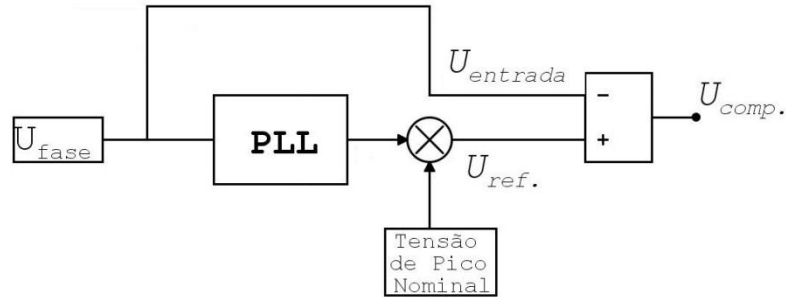 U_entrada
-
U_comp.
U_fase
PLL
+
U_ref.
Tensão
de Pico
Nominal